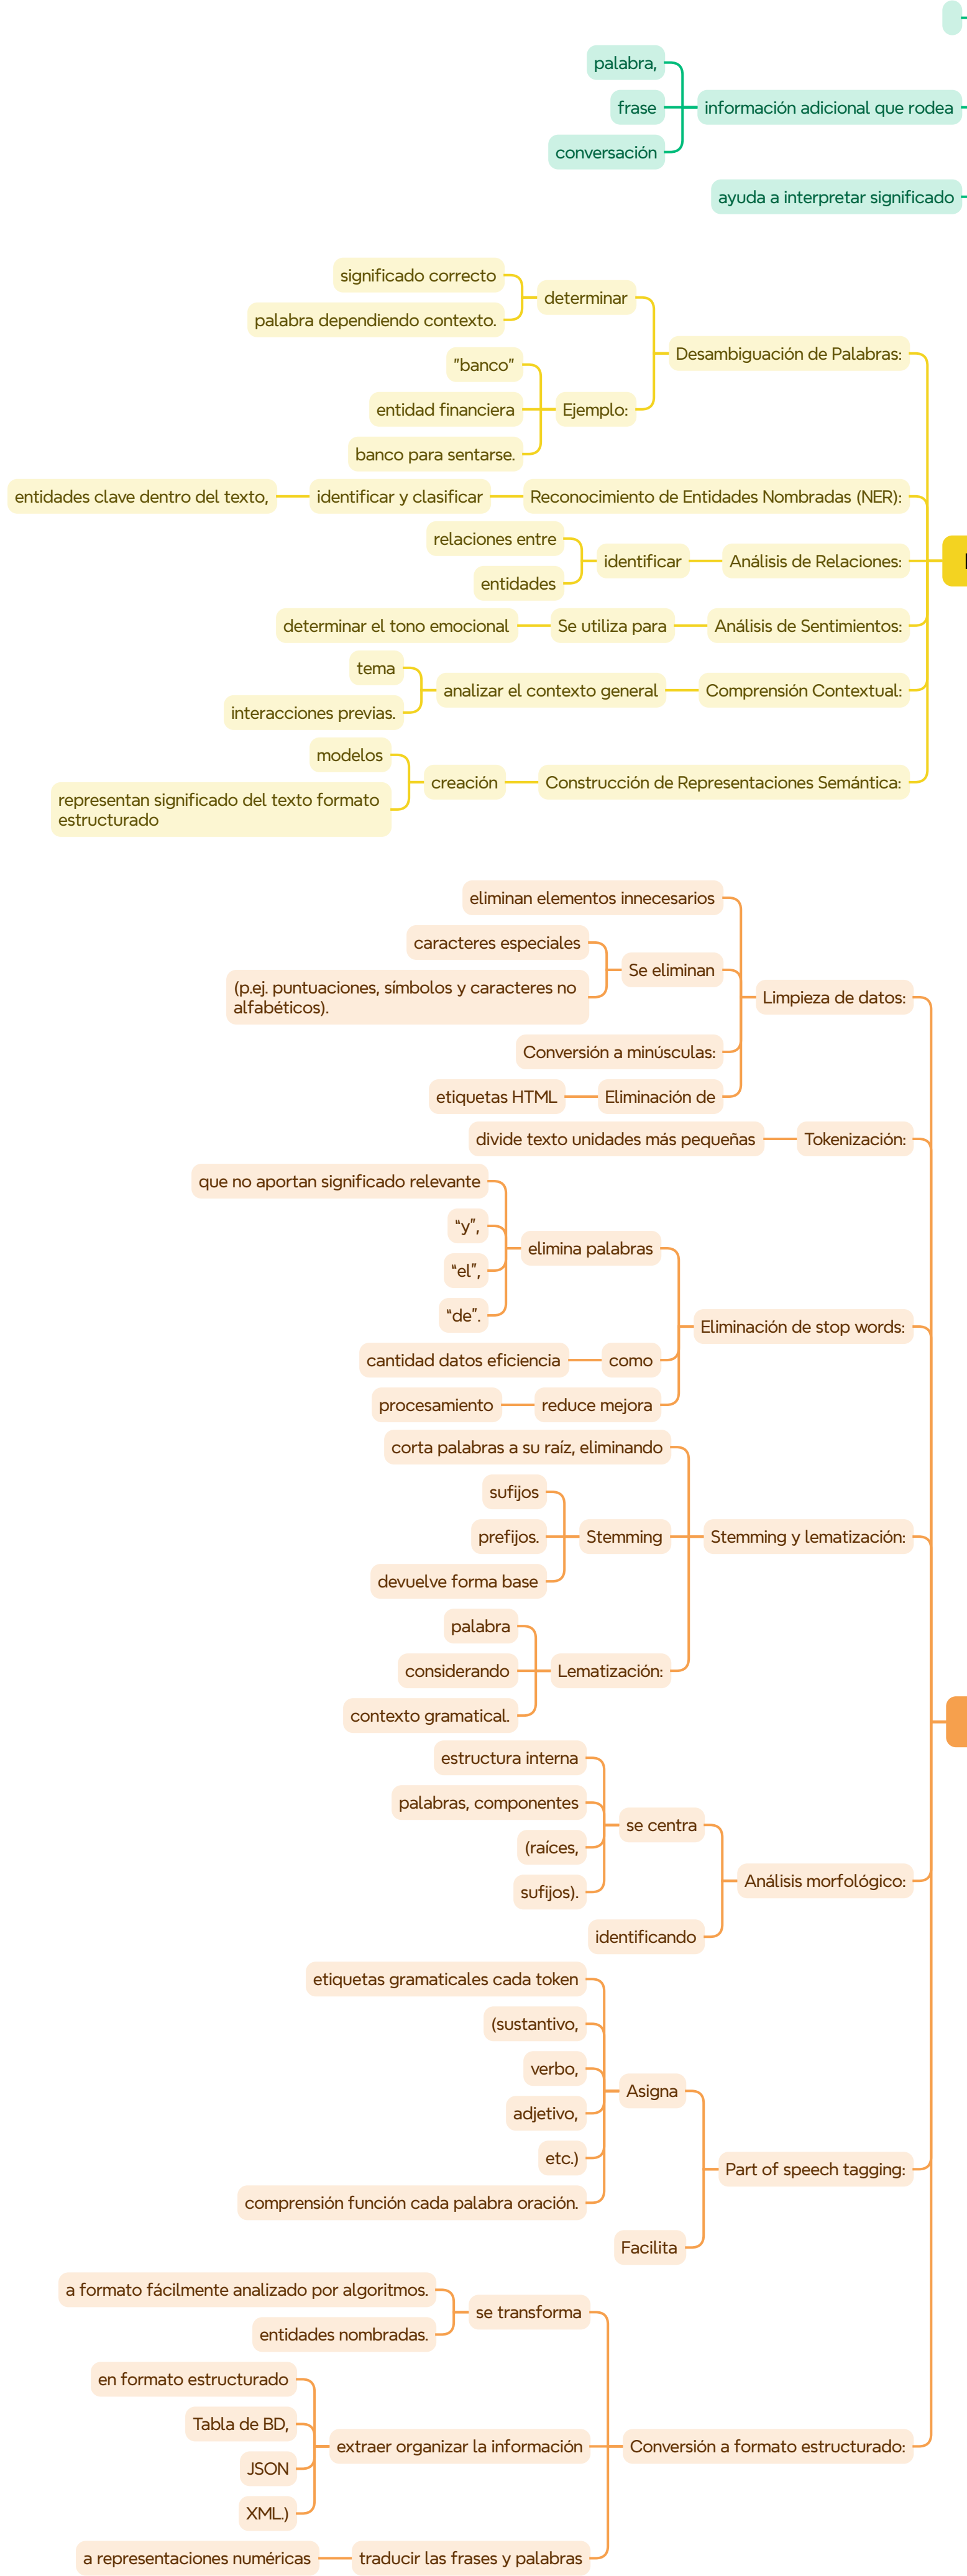 palabra,
frase
información adicional que rodea
conversación
ayuda a interpretar significado
significado correcto
determinar
palabra dependiendo contexto.
Desambiguación de Palabras:
"banco"
entidad financiera
Ejemplo:
banco para sentarse.
entidades clave dentro del texto,
identificar y clasificar
Reconocimiento de Entidades Nombradas (NER):
relaciones entre
identificar
Análisis de Relaciones:
entidades
determinar el tono emocional
Se utiliza para
Análisis de Sentimientos:
tema
analizar el contexto general
Comprensión Contextual:
interacciones previas.
modelos
creación
Construcción de Representaciones Semántica:
representan significado del texto formato
estructurado
eliminan elementos innecesarios
caracteres especiales
Se eliminan
(p.ej. puntuaciones, símbolos y caracteres no
alfabéticos).
Limpieza de datos:
Conversión a minúsculas:
etiquetas HTML
Eliminación de
divide texto unidades más pequeñas
Tokenización:
que no aportan significado relevante
“y”,
elimina palabras
“el”,
“de”.
Eliminación de stop words:
cantidad datos eficiencia
como
procesamiento
reduce mejora
corta palabras a su raíz, eliminando
sufijos
prefijos.
Stemming
Stemming y lematización:
devuelve forma base
palabra
considerando
Lematización:
contexto gramatical.
estructura interna
palabras, componentes
se centra
(raíces,
sufijos).
Análisis morfológico:
identificando
etiquetas gramaticales cada token
(sustantivo,
verbo,
Asigna
adjetivo,
etc.)
Part of speech tagging:
comprensión función cada palabra oración.
Facilita
a formato fácilmente analizado por algoritmos.
se transforma
entidades nombradas.
en formato estructurado
Tabla de BD,
extraer organizar la información
Conversión a formato estructurado:
JSON
XML.)
a representaciones numéricas
traducir las frases y palabras